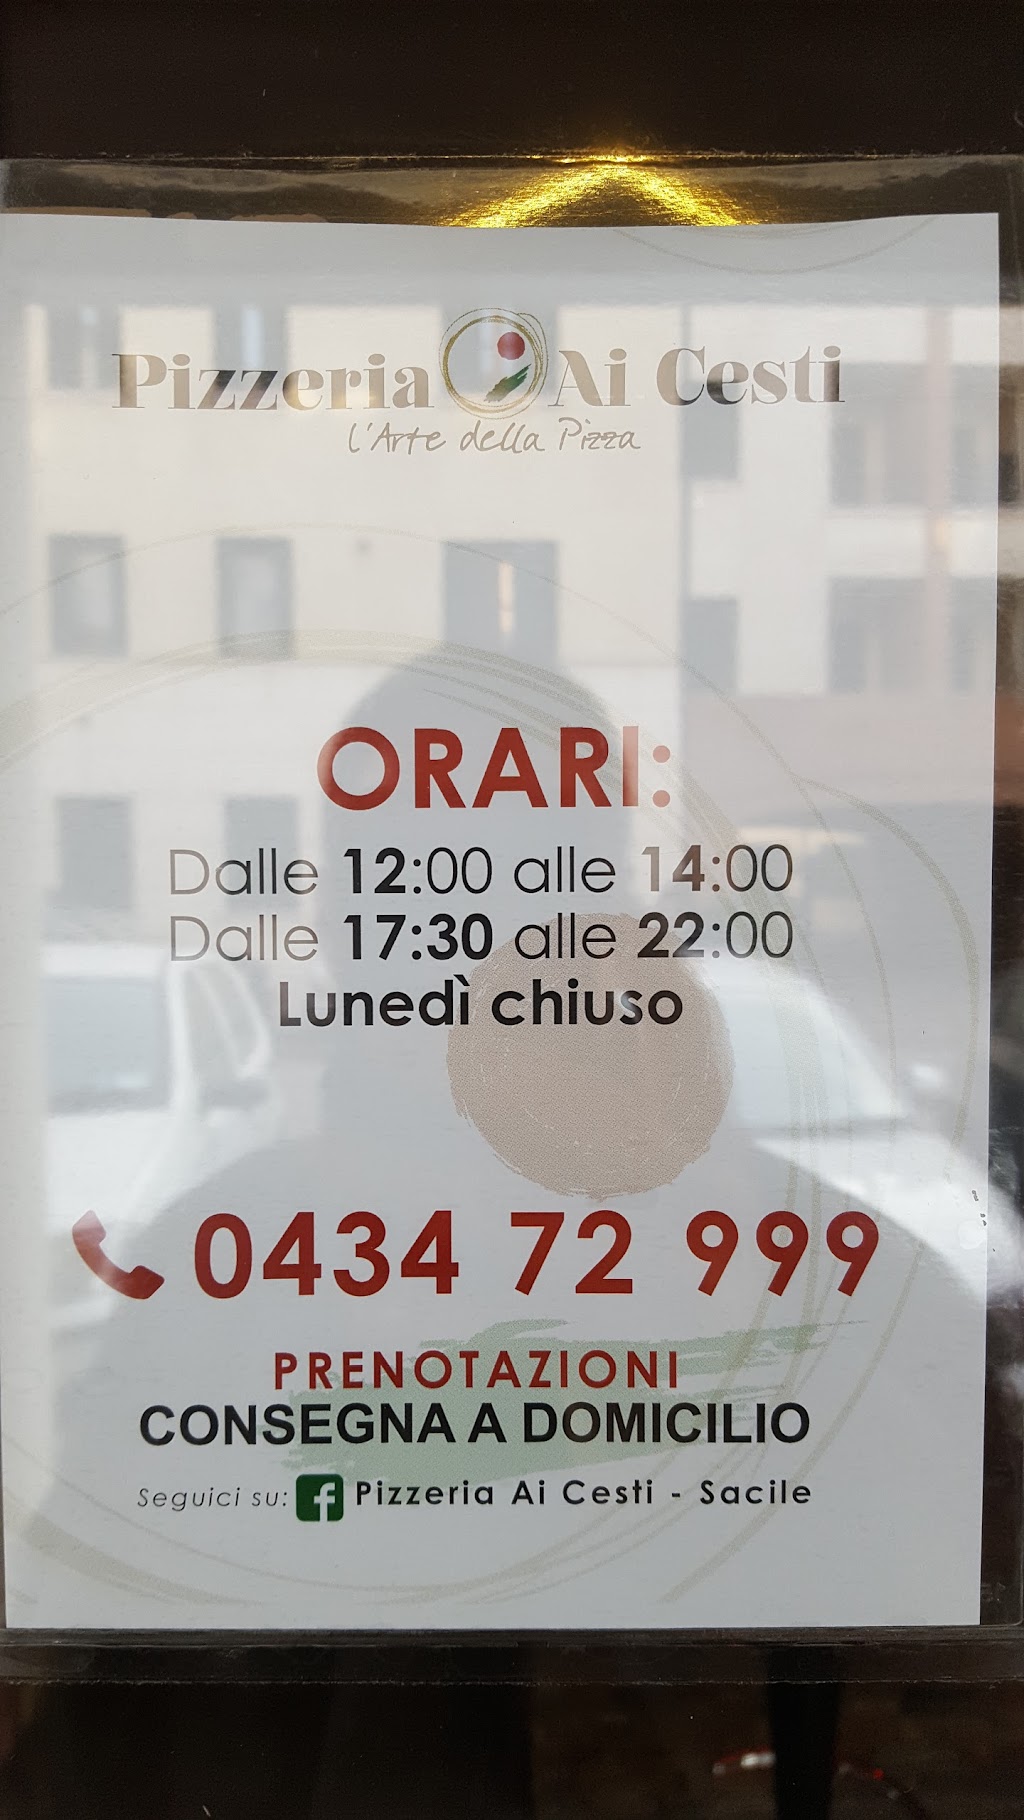 Pizzeria Ai Cesti
l'Arte della Pizza
ORARI:
Dalle 12:00 alle 14:00
Dalle 17:30 alle 22:00
Lunedì chiuso
0434 72 999
PRENOTAZIONI
CONSEGNA A DOMICILIO
Seguici su: f Pizzeria Ai Cesti - Sacile